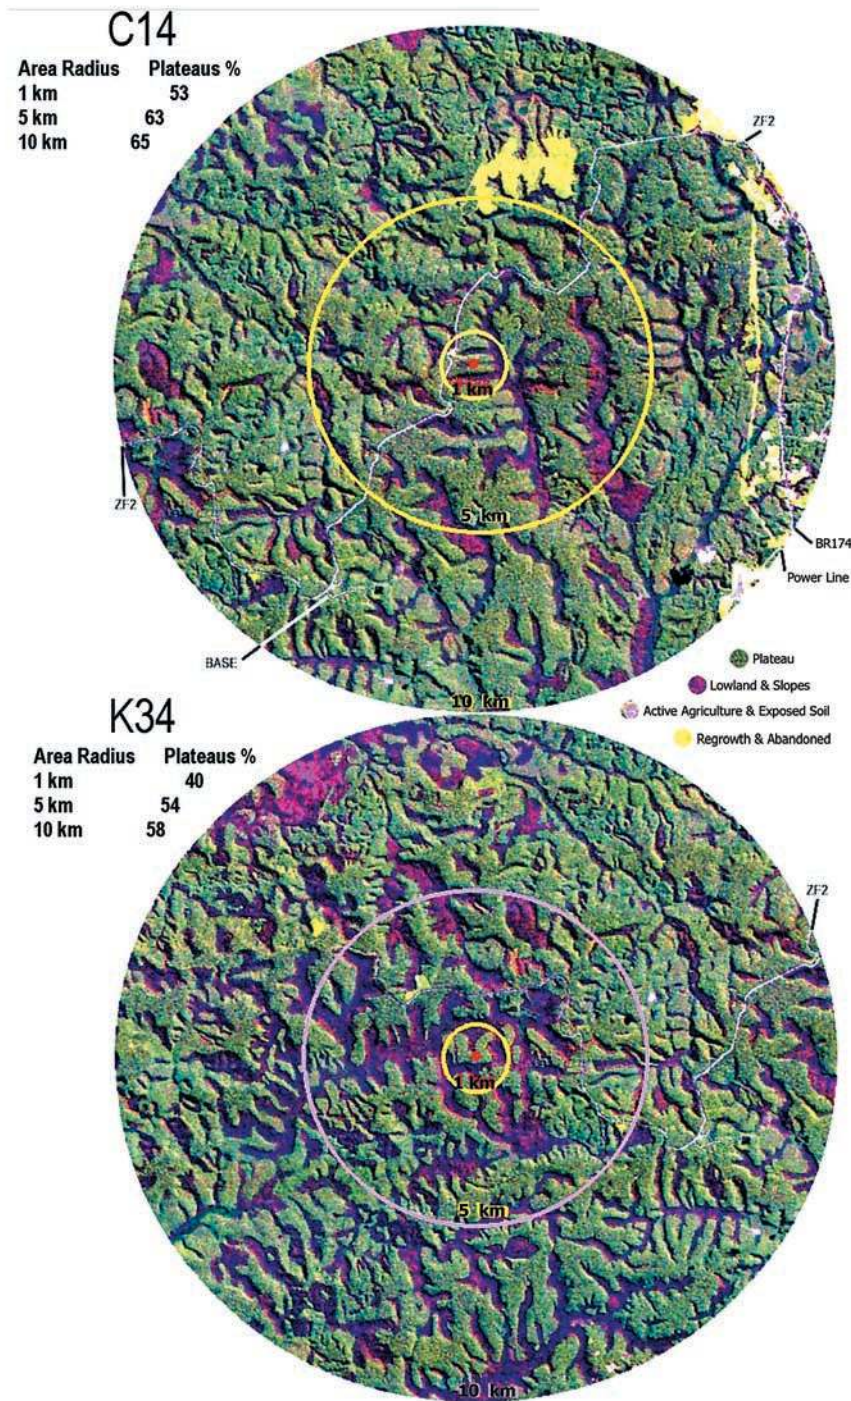 C14
Area Radius Plateaus %
1 km 53
5 km 63
10 km 65
ZF2
1 km
ZF2
5 km
BR174
Power Line
BASE
Plateau
Lowland & Slopes
10 km
Active Agriculture & Exposed Soil
K34
Regrowth & Abandoned
Area Radius Plateaus %
1 km 40
5 km 54
10 km 58
ZF2
1 km
5 km
10 km